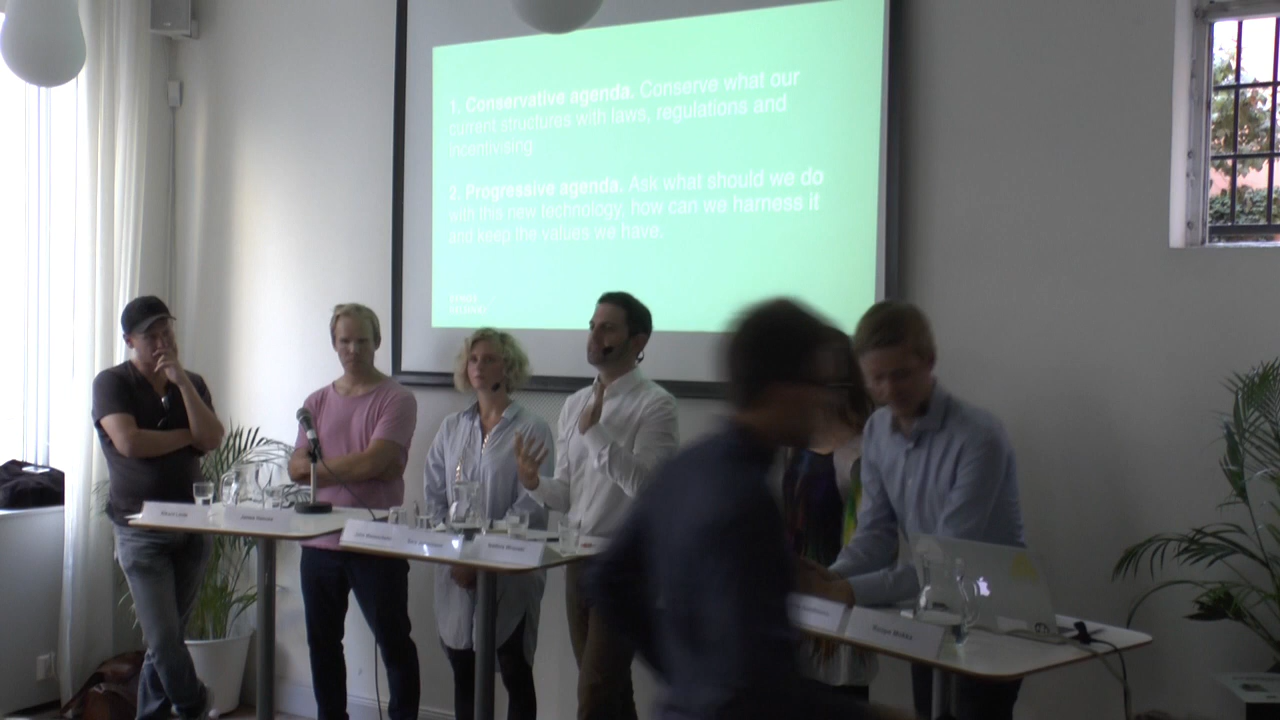 1. Conservative agenda. Conserve what our
current structures with laws, regulations and
incentivising
2. Progressive agenda. Ask what should we do
with this new technology, how can we harness it
and keep the values we have.